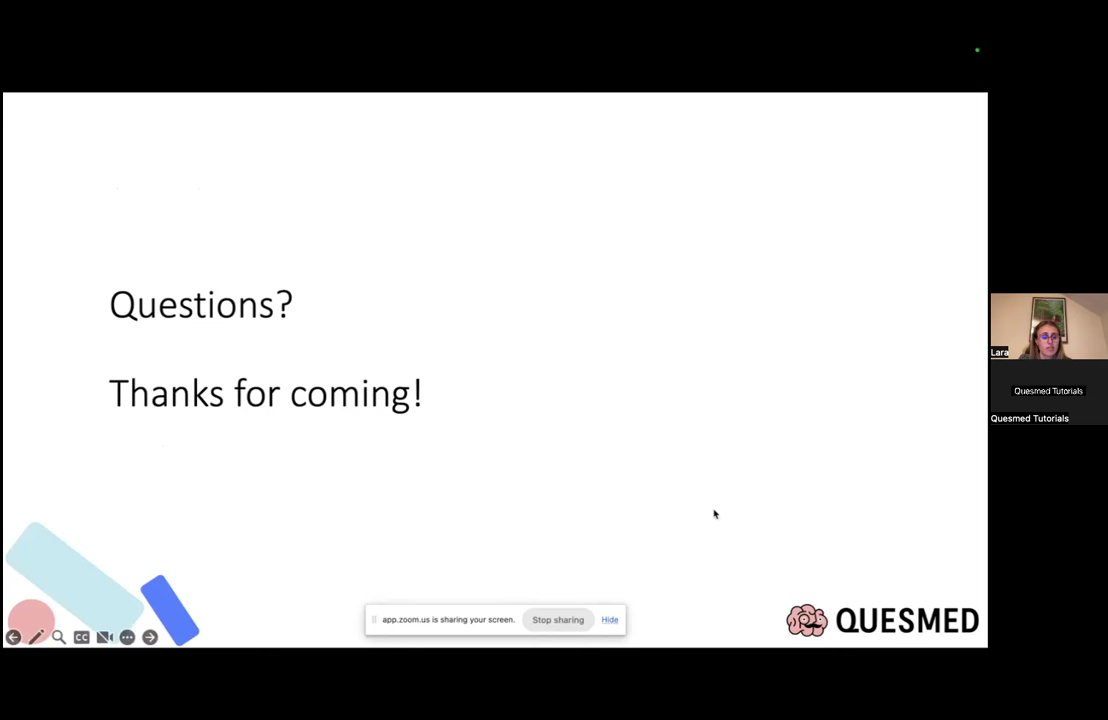 Questions?
Thanks for coming!
Lara
Quesmed Tutorials
Quesmed Tutorials
CC
app.zoom.us is sharing your screen. Stop sharing Hide
QUESMED